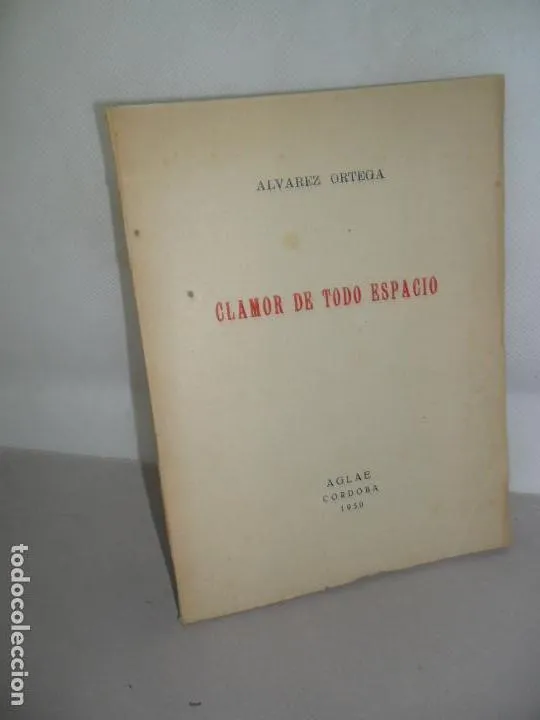 ALVAREZ ORTEGA
CLAMOR DE TODO ESPACIO
AGLAE
CORDOBA
1950
todocoleccion